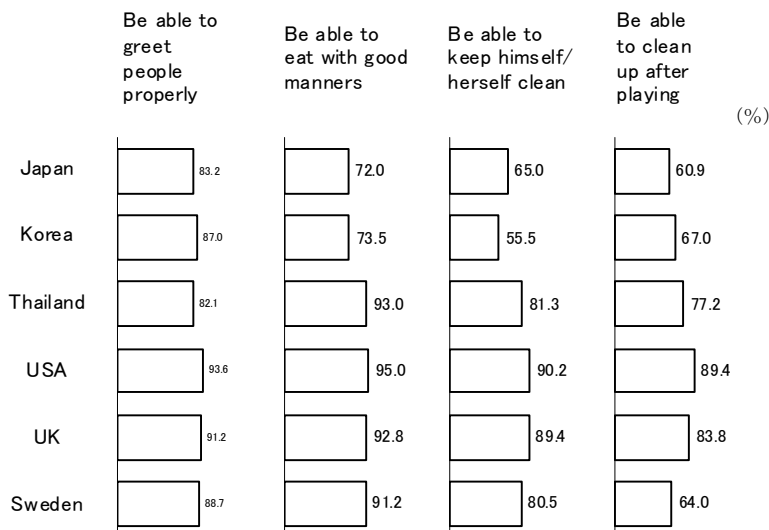 Be able to
greet
people
properly
Be able to
eat with good
manners
Be able to
keep himself/
herself clean
Be able
to clean
up after
playing
(%)
Japan 83.2 72.0 65.0 60.9
Korea 87.0 73.5 55.5 67.0
Thailand 82.1 93.0 81.3 77.2
USA 93.6 95.0 90.2 89.4
UK 91.2 92.8 89.4 83.8
Sweden 88.7 91.2 80.5 64.0